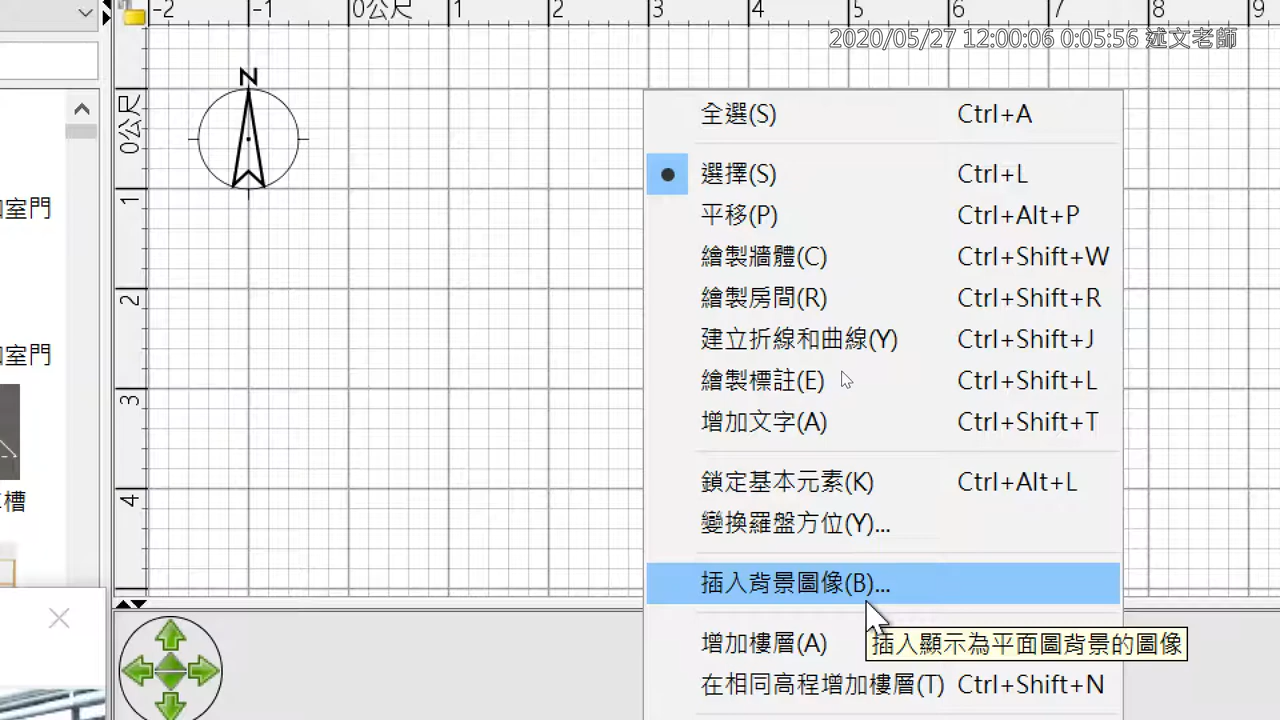 -2 -1 0公尺 1 2 3 4 5 6 7 8 9
2020/05/27 12:00:06 0:05:56 述文老師
N
0公尺
1
2
3
4
室門
室門
槽
全選(S) Ctrl+A
選擇(S) Ctrl+L
平移(P) Ctrl+Alt+P
繪製牆體(C) Ctrl+Shift+W
繪製房間(R) Ctrl+Shift+R
建立折線和曲線(Y) Ctrl+Shift+J
繪製標註(E) Ctrl+Shift+L
增加文字(A) Ctrl+Shift+T
鎖定基本元素(K) Ctrl+Alt+L
變換羅盤方位(Y)...
插入背景圖像(B)...
增加樓層(A)
插入顯示為平面圖背景的圖像
在相同高程增加樓層(T) Ctrl+Shift+N